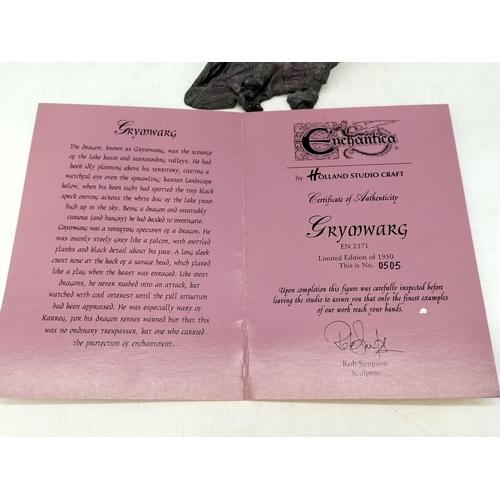 Grymwarg
The dragon, known as Grymwarg, was the scourge
of the lake basin and surrounding valleys. He had
been idly planing above his territory, casting a
watchful eye over the sprawling; barren landscape
below, when his keen sight had spotted the tiny black
speck moving across the white disc of the lake from
high up in the sky. Being a dragon and insatiably
curious (and hungry) he had decided to investigate.
Grymwarg was a terrifying specimen of a dragon. He
was mainly steely grey like a falcon, with mottled
flanks and black detail about his face. A long sleek
crest rose at the back of a savage head, which flared
like a flag when the beast was enraged. Like most
dragons, he never rushed into an attack, but
watched with cool interest until the full situation
had been appraised. He was especially wary of
Karreg, for his dragon senses warned him that this
was no ordinary trespasser, but one who carried
the protection of enchantment.
Enchantica
by HOLLAND STUDIO CRAFT
Certificate of Authenticity
Grymwarg
EN 2371
Limited Edition of 1950
This is No. 0505
Upon completion this figure was carefully inspected before
leaving the studio to assure you that only the finest examples
of our work reach your hands.
Rob Simpson
Sculptor